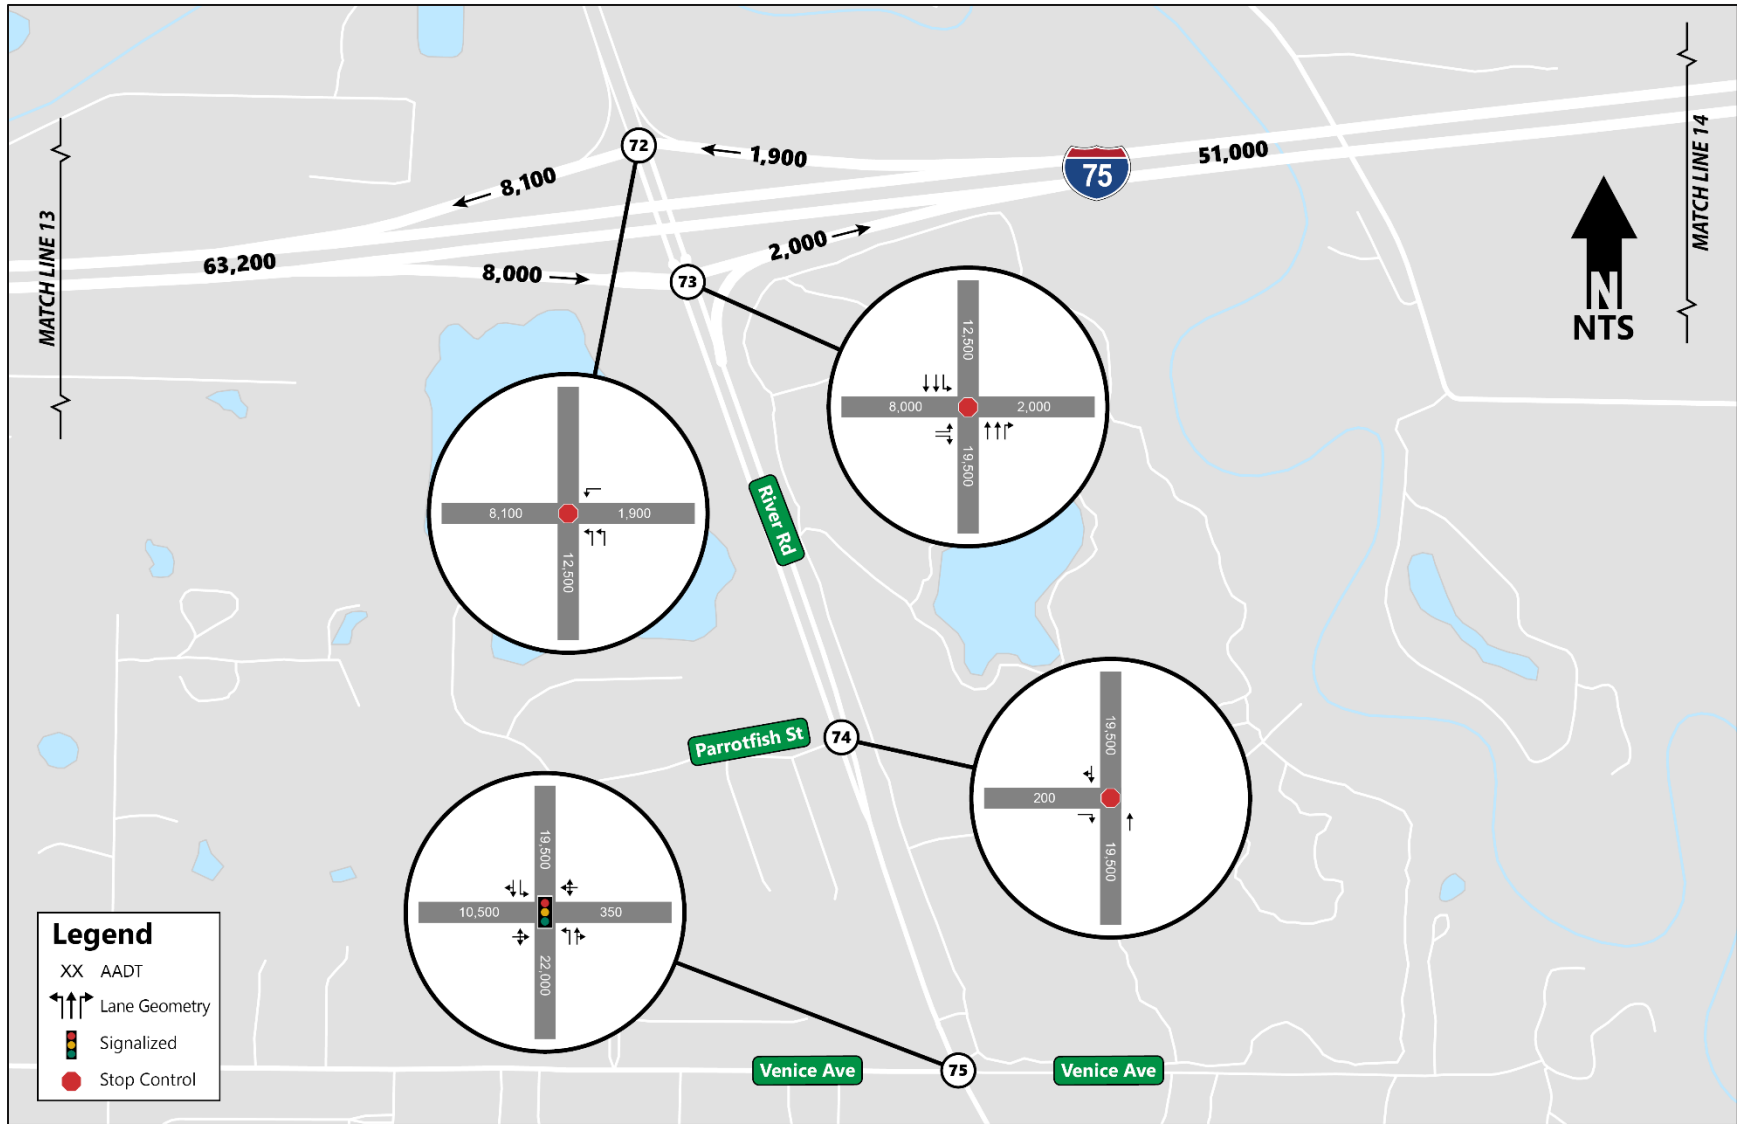 72
1,900
8,100
51,000
75
MATCH LINE 14
MATCH LINE 13
63,200
8,000
2,000
73
N
NTS
12,500
8,000
2,000
19,500
8,100
1,900
12,500
River Rd
Parrotfish St
74
19,500
200
19,500
19,500
10,500
350
22,000
Legend
XX AADT
Lane Geometry
Signalized
Stop Control
Venice Ave
75
Venice Ave